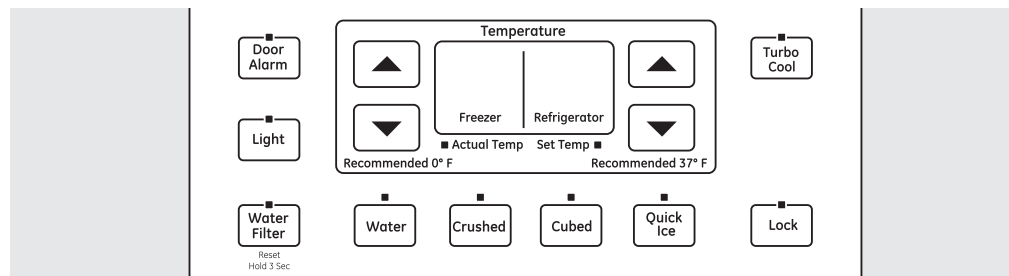 Temperature
Door
Alarm
Turbo
Cool
Freezer
Refrigerator
Light
Actual Temp
Set Temp
Recommended 0° F
Recommended 37° F
Water
Filter
Water
Crushed
Cubed
Quick
Ice
Lock
Reset
Hold 3 Sec